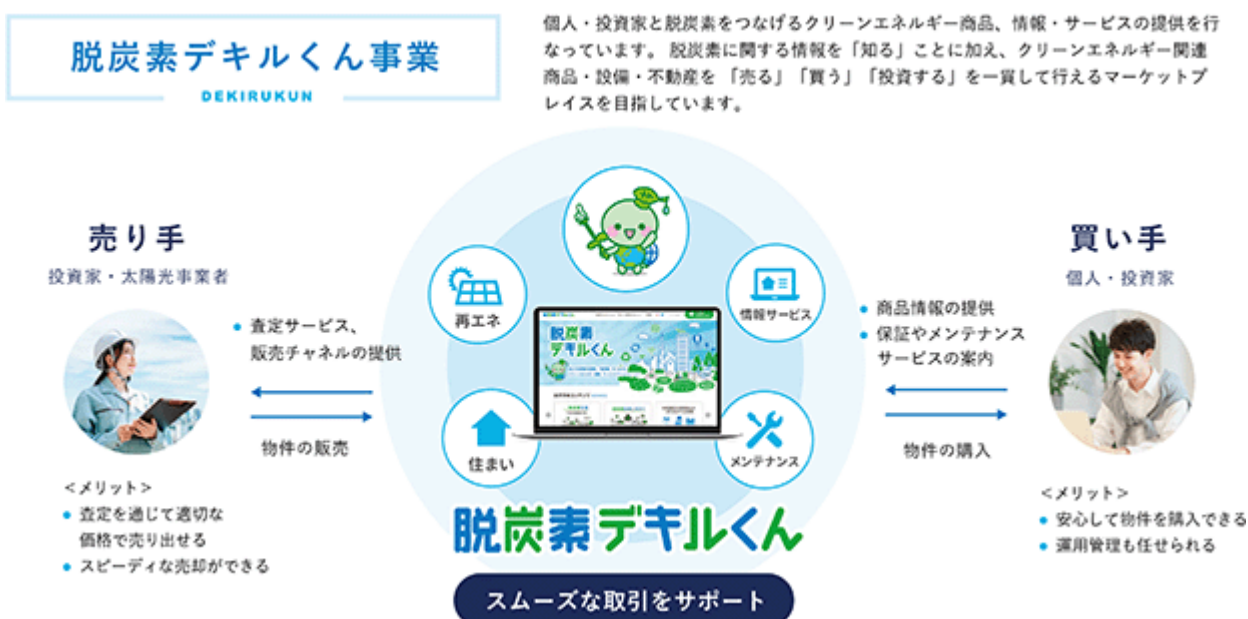 脱炭素デキルくん事業
DEKIRUKUN
個人・投資家と脱炭素をつなげるクリーンエネルギー商品、情報・サービスの提供を行
なっています。 脱炭素に関する情報を「知る」ことに加え、クリーンエネルギー関連
商品・設備・不動産を 「売る」「買う」「投資する」を一貫して行えるマーケットプ
レイスを目指しています。
売り手
投資家・太陽光事業者
● 査定サービス、
販売チャネルの提供
物件の販売
<メリット>
● 査定を通じて適切な
価格で売り出せる
● スピーディな売却ができる
再エネ
情報サービス
脱炭素
デキルくん
住まい
メンテナンス
脱炭素デキルくん
スムーズな取引をサポート
買い手
個人・投資家
● 商品情報の提供
● 保証やメンテナンス
サービスの案内
物件の購入
<メリット>
● 安心して物件を購入できる
● 運用管理も任せられる